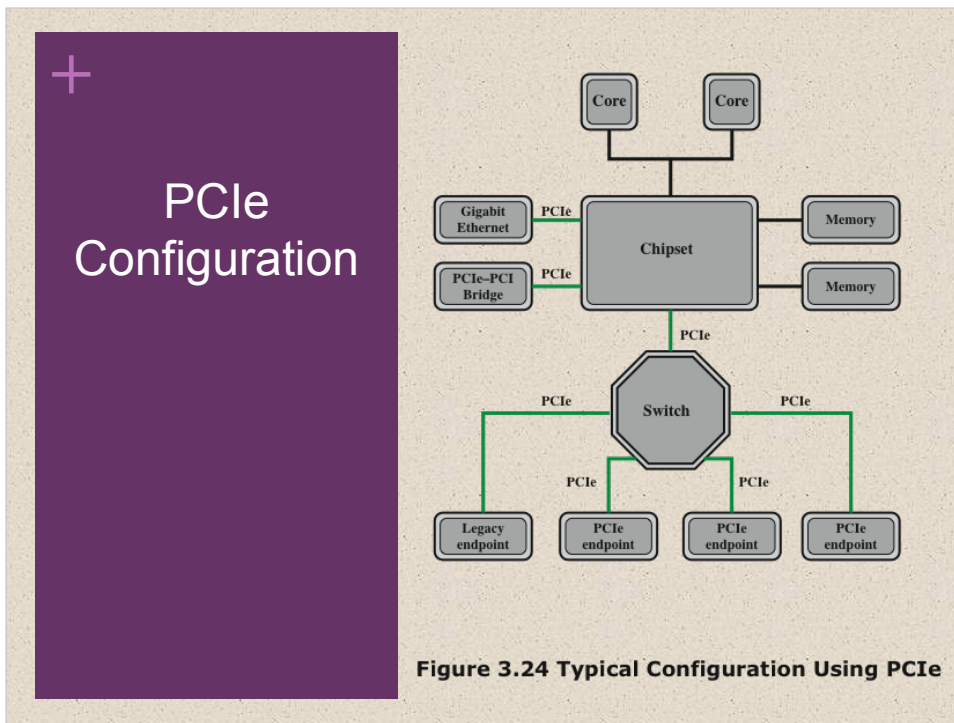 +
PCIe
Configuration
Core
Core
Gigabit
Ethernet
PCIe
Chipset
Memory
PCIe–PCI
Bridge
PCIe
Memory
PCIe
Switch
PCIe
PCIe
PCIe
PCIe
Legacy
endpoint
PCIe
endpoint
PCIe
endpoint
PCIe
endpoint
Figure 3.24 Typical Configuration Using PCIe